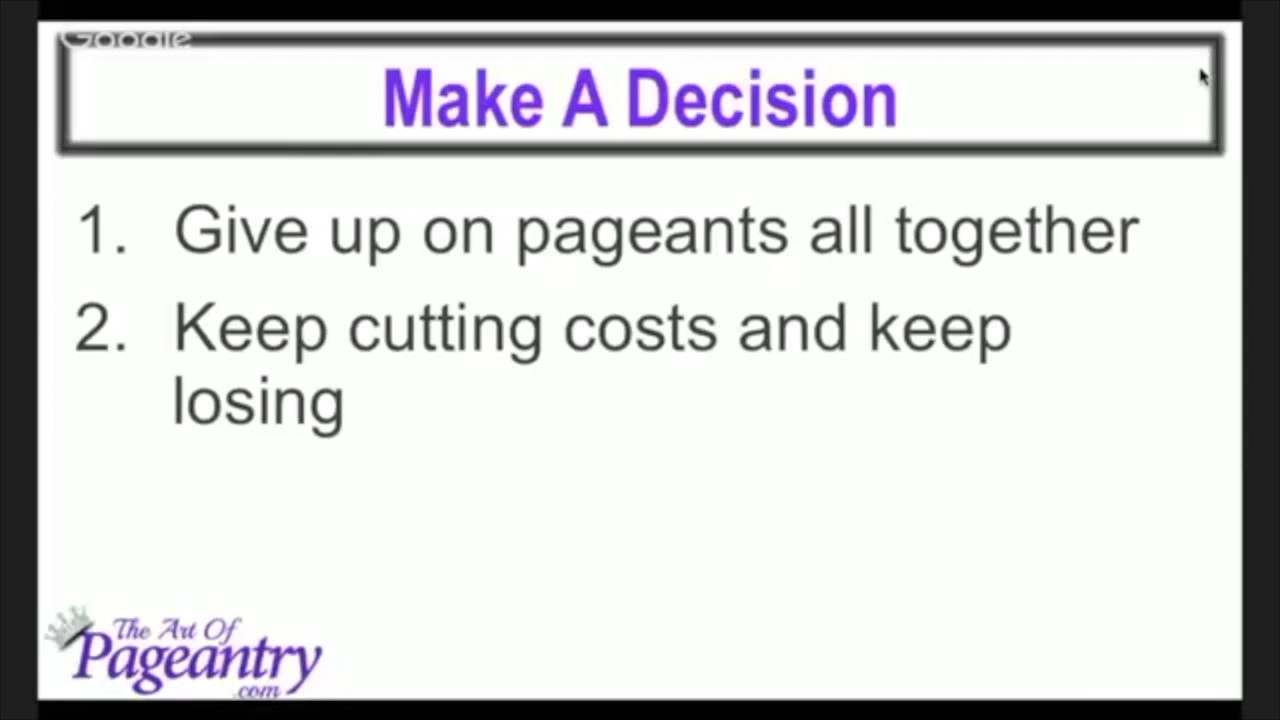 Google
Make A Decision
1. Give up on pageants all together
2. Keep cutting costs and keep
losing
The Art Of
Pageantry
.com